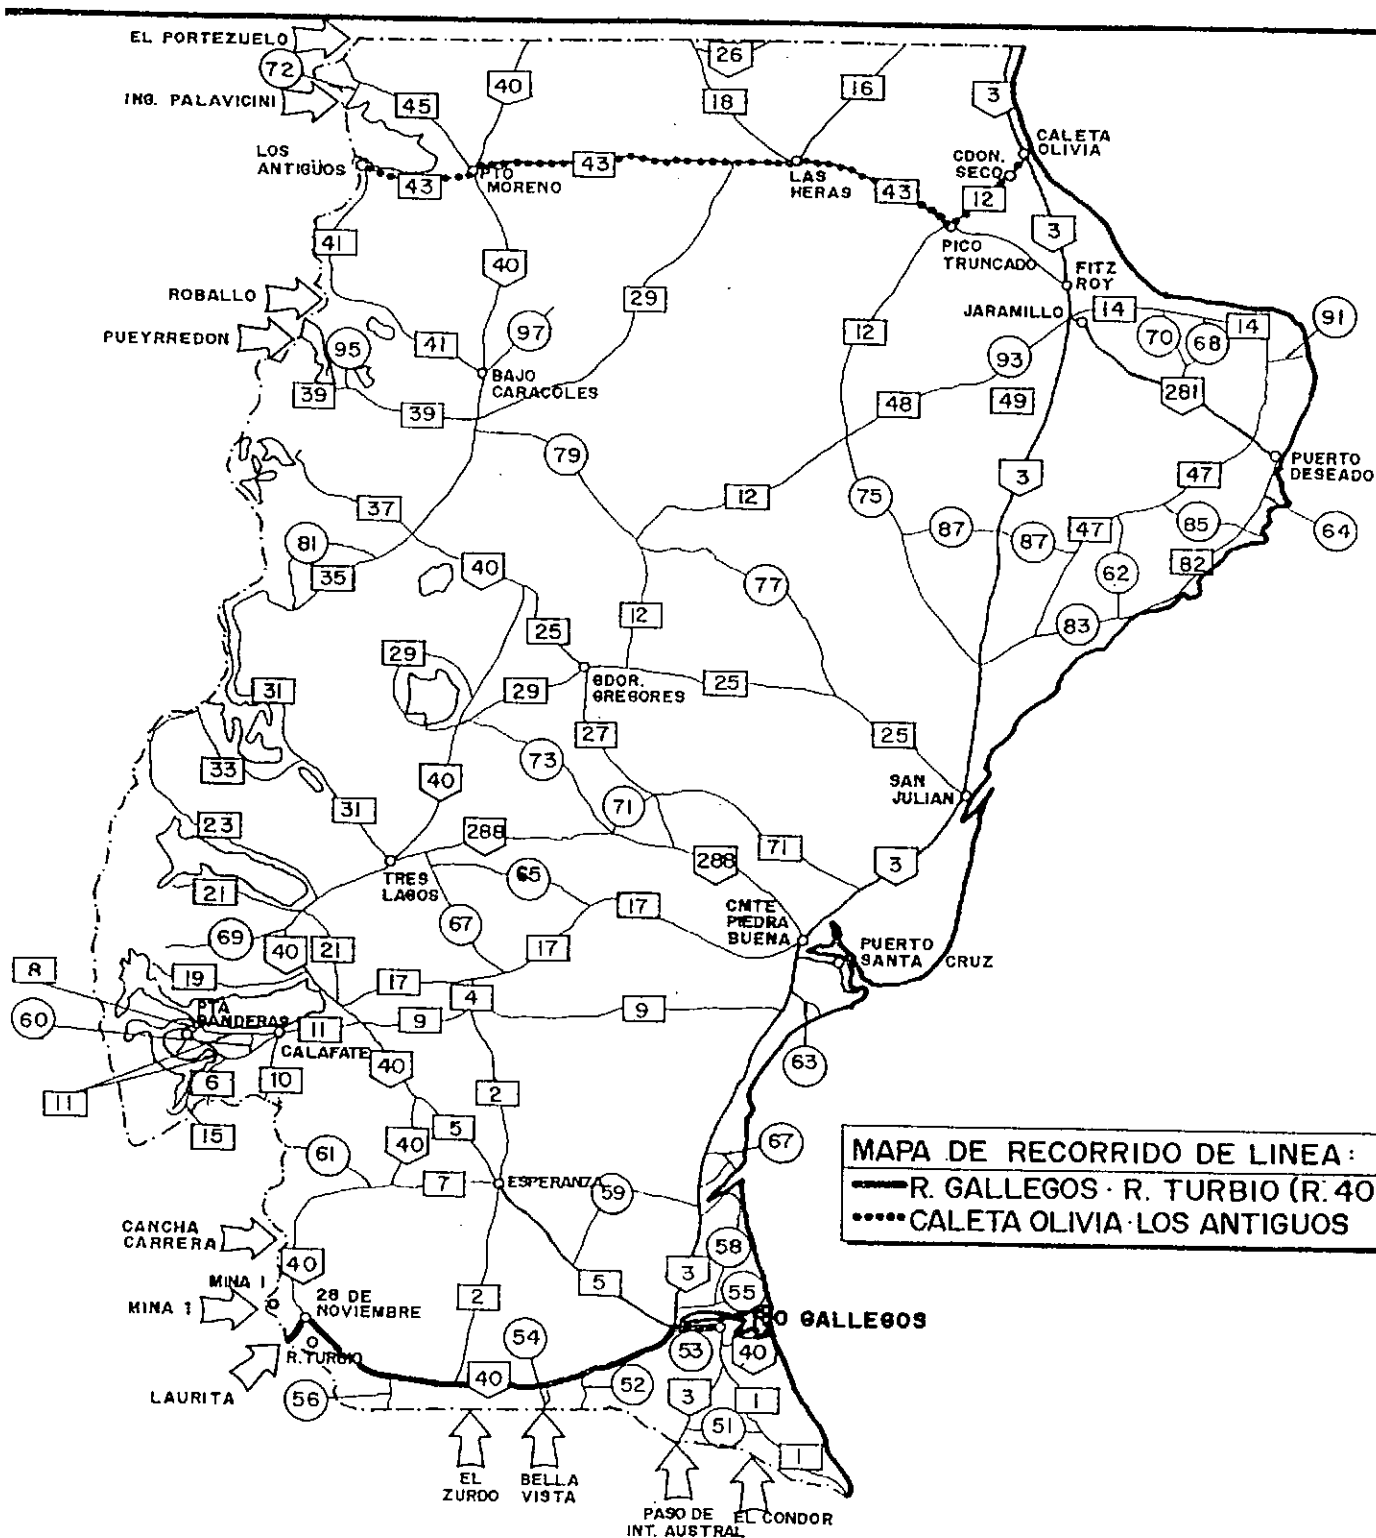 EL PORTEZUELO
72
ING. PALAVICINI
45
40
26
18
16
3
CALETA
OLIVIA
CDON.
SECO
LOS
ANTIGÜOS
43
PTO
MORENO
43
LAS
HERAS
43
12
41
40
3
PICO
TRUNCADO
FITZ
ROY
ROBALLO
29
JARAMILLO
14
14
91
PUEYRREDON
97
12
70
68
95
41
93
BAJO
CARACOLES
39
39
48
49
281
79
3
47
PUERTO
DESEADO
37
12
75
87
87
47
85
64
81
35
40
77
62
82
12
25
83
29
GDOR.
GREGORES
29
25
31
27
25
33
73
40
SAN
JULIAN
31
71
23
288
71
288
3
TRES
LAGOS
65
21
67
17
CMTE
PIEDRA
BUENA
69
40
21
17
PUERTO
SANTA CRUZ
8
19
17
4
60
PTA
BANDERAS
11
9
9
CALAFATE
40
63
11
6
10
2
15
5
40
67
61
7
ESPERANZA
59
MAPA DE RECORRIDO DE LINEA:
R. GALLEGOS · R. TURBIO (R. 40
CALETA OLIVIA · LOS ANTIGUOS
CANCHA
CARRERA
40
58
3
MINA I
5
55
MINA 1
28 DE
NOVIEMBRE
2
54
RIO GALLEGOS
R. TURBIO
53
40
LAURITA
56
40
52
3
1
51
1
EL
ZURDO
BELLA
VISTA
PASO DE
INT. AUSTRAL
EL CONDOR